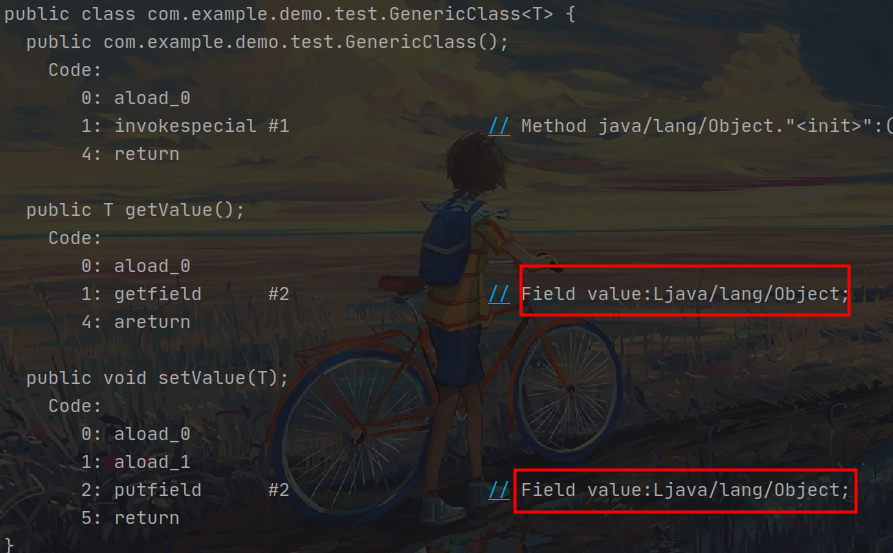 public class com.example.demo.test.GenericClass<T> {
  public com.example.demo.test.GenericClass();
    Code:
       0: aload_0
       1: invokespecial #1                  // Method java/lang/Object."<init>":(
       4: return

  public T getValue();
    Code:
       0: aload_0
       1: getfield      #2                  // Field value:Ljava/lang/Object;
       4: areturn

  public void setValue(T);
    Code:
       0: aload_0
       1: aload_1
       2: putfield      #2                  // Field value:Ljava/lang/Object;
       5: return
}